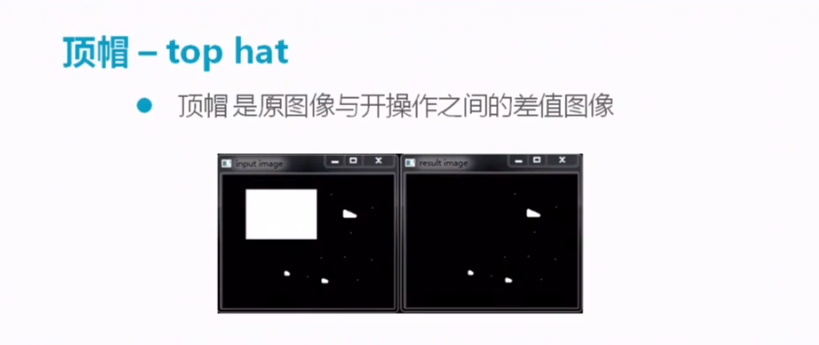 顶帽 – top hat
顶帽 是原图像与开操作之间的差值图像
input image
result image